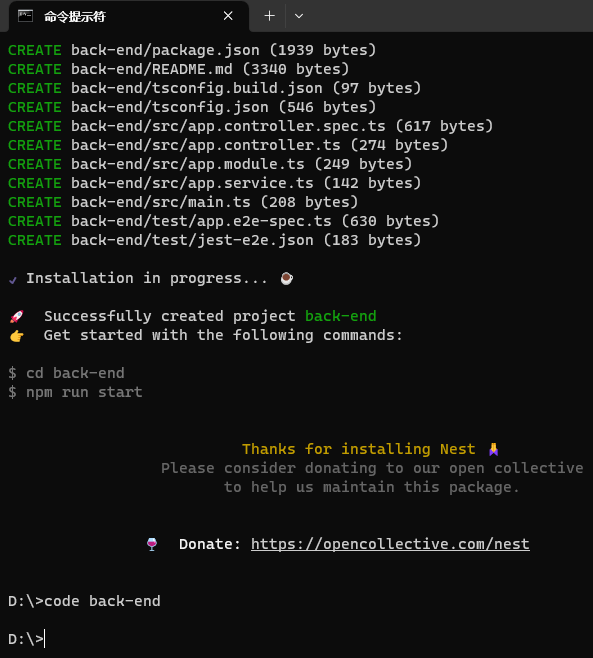 命令提示符
CREATE back-end/package.json (1939 bytes)
CREATE back-end/README.md (3340 bytes)
CREATE back-end/tsconfig.build.json (97 bytes)
CREATE back-end/tsconfig.json (546 bytes)
CREATE back-end/src/app.controller.spec.ts (617 bytes)
CREATE back-end/src/app.controller.ts (274 bytes)
CREATE back-end/src/app.module.ts (249 bytes)
CREATE back-end/src/app.service.ts (142 bytes)
CREATE back-end/src/main.ts (208 bytes)
CREATE back-end/test/app.e2e-spec.ts (630 bytes)
CREATE back-end/test/jest-e2e.json (183 bytes)
✔ Installation in progress... ☕
🚀 Successfully created project back-end
👉 Get started with the following commands:
$ cd back-end
$ npm run start
Thanks for installing Nest
Please consider donating to our open collective
to help us maintain this package.
🍷 Donate: https://opencollective.com/nest
D:\>code back-end
D:\>